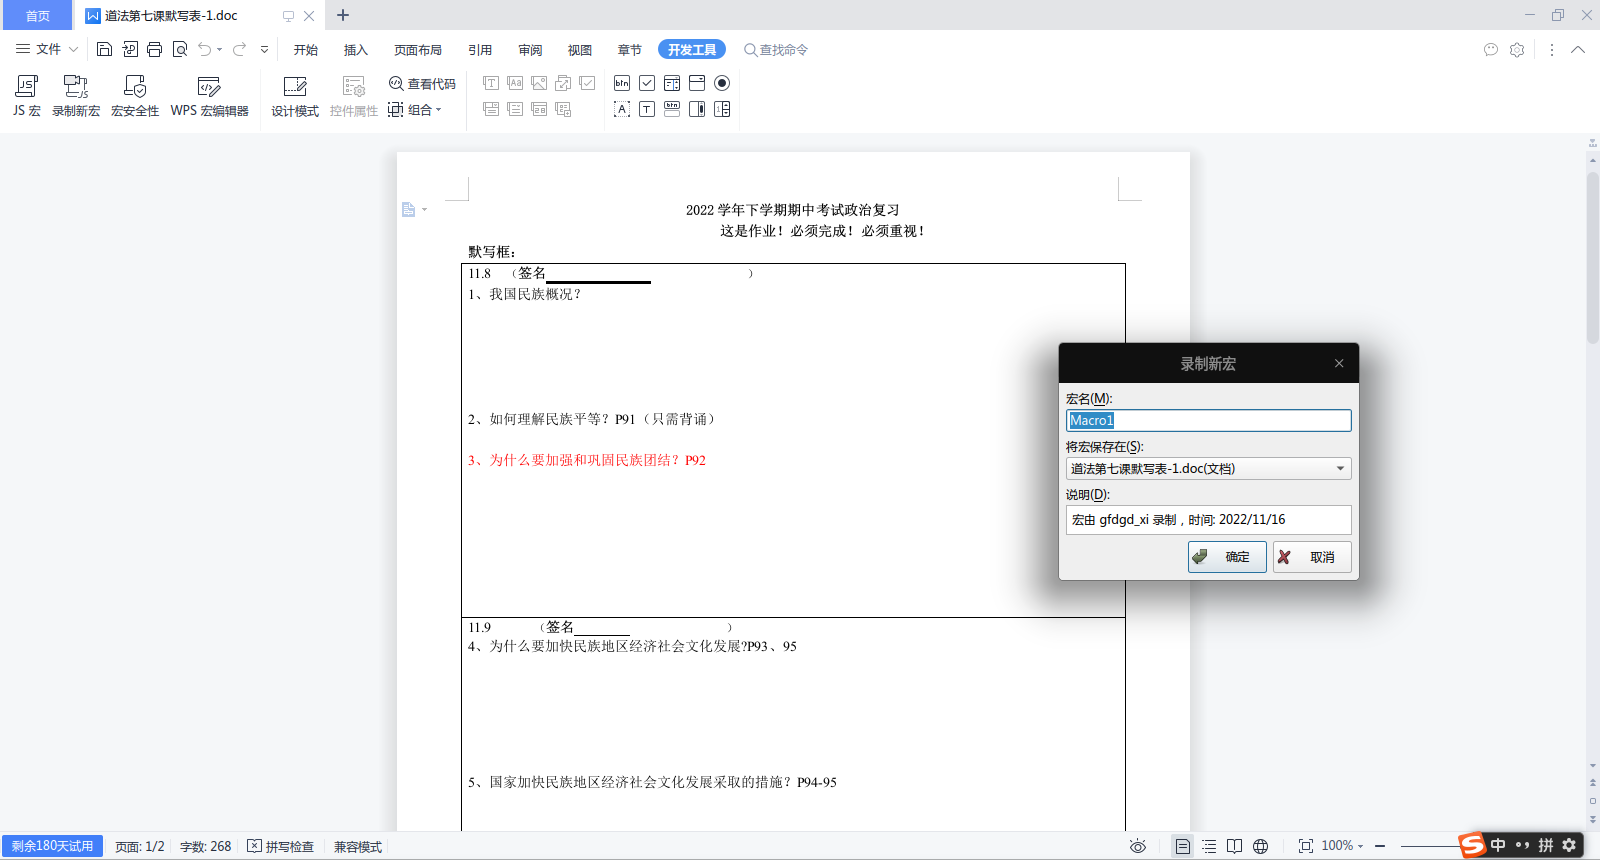 首页
道法第七课默写表-1.doc
文件
开始
插入
页面布局
引用
审阅
视图
章节
开发工具
查找命令
JS 宏
录制新宏
宏安全性
WPS 宏编辑器
设计模式
控件属性
查看代码
组合
2022 学年下学期期中考试政治复习
这是作业！必须完成！必须重视！
默写框：
11.8 （签名 ）
1、我国民族概况？
2、如何理解民族平等？P91（只需背诵）
3、为什么要加强和巩固民族团结？P92
11.9 （签名 ）
4、为什么要加快民族地区经济社会文化发展?P93、95
5、国家加快民族地区经济社会文化发展采取的措施？P94-95
录制新宏
宏名(M):
Macro1
将宏保存在(S):
道法第七课默写表-1.doc(文档)
说明(D):
宏由 gfdgd_xi 录制，时间: 2022/11/16
确定
取消
剩余180天试用
页面: 1/2
字数: 268
拼写检查
兼容模式
100%
S 中 拼